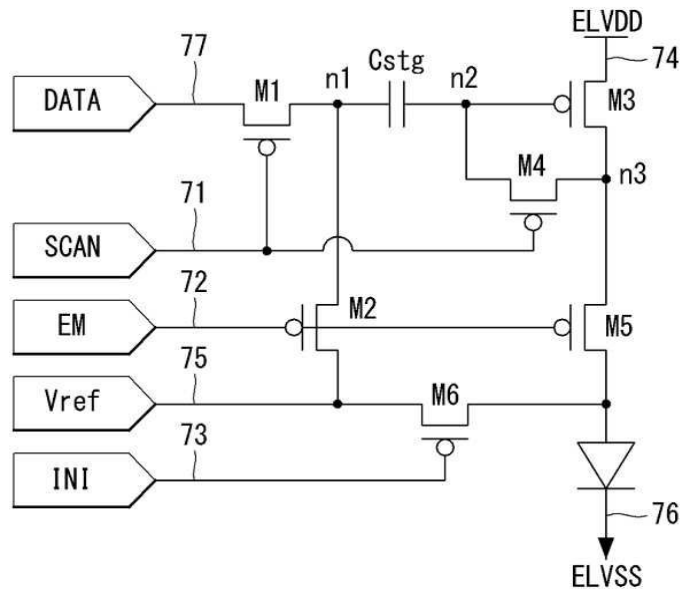 ELVDD
77
Cstg
74
DATA
M1
n1
n2
M3
M4
n3
71
SCAN
72
EM
M2
M5
75
Vref
M6
73
INI
76
ELVSS